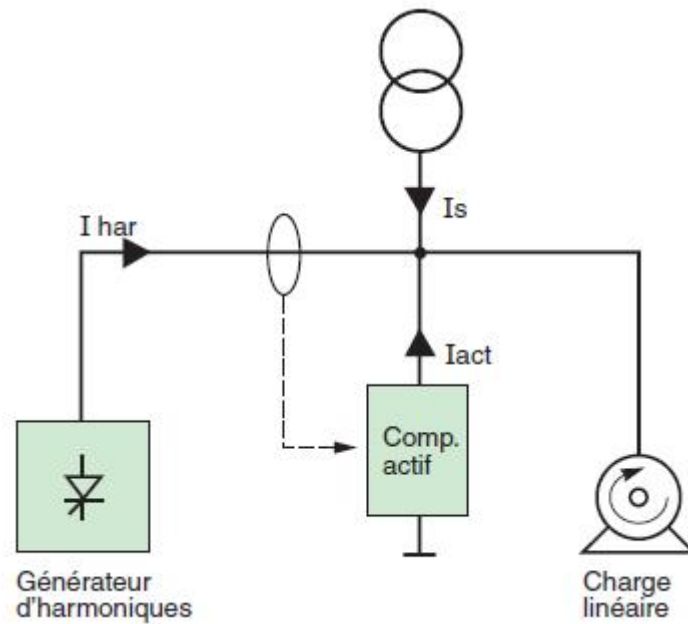 Is
I har
Iact
Comp.
actif
Générateur
d'harmoniques
Charge
linéaire